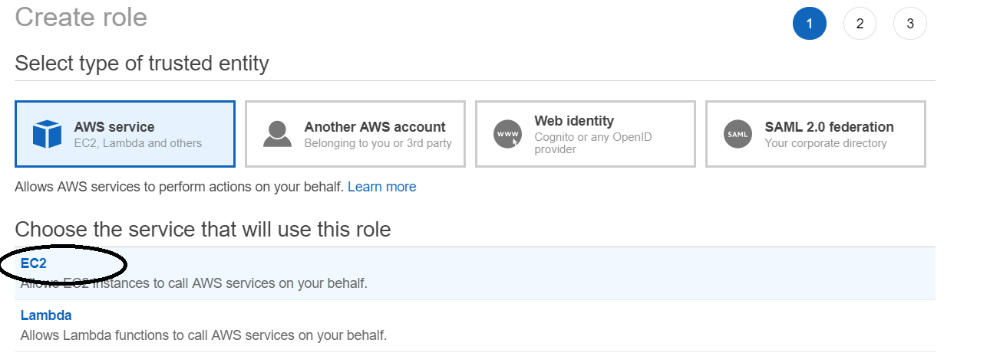 Create role
1 2 3
Select type of trusted entity
AWS service
EC2, Lambda and others
Another AWS account
Belonging to you or 3rd party
Web identity
Cognito or any OpenID
provider
SAML 2.0 federation
Your corporate directory
www
SAML
Allows AWS services to perform actions on your behalf. Learn more
Choose the service that will use this role
EC2
Allows EC2 instances to call AWS services on your behalf.
Lambda
Allows Lambda functions to call AWS services on your behalf.